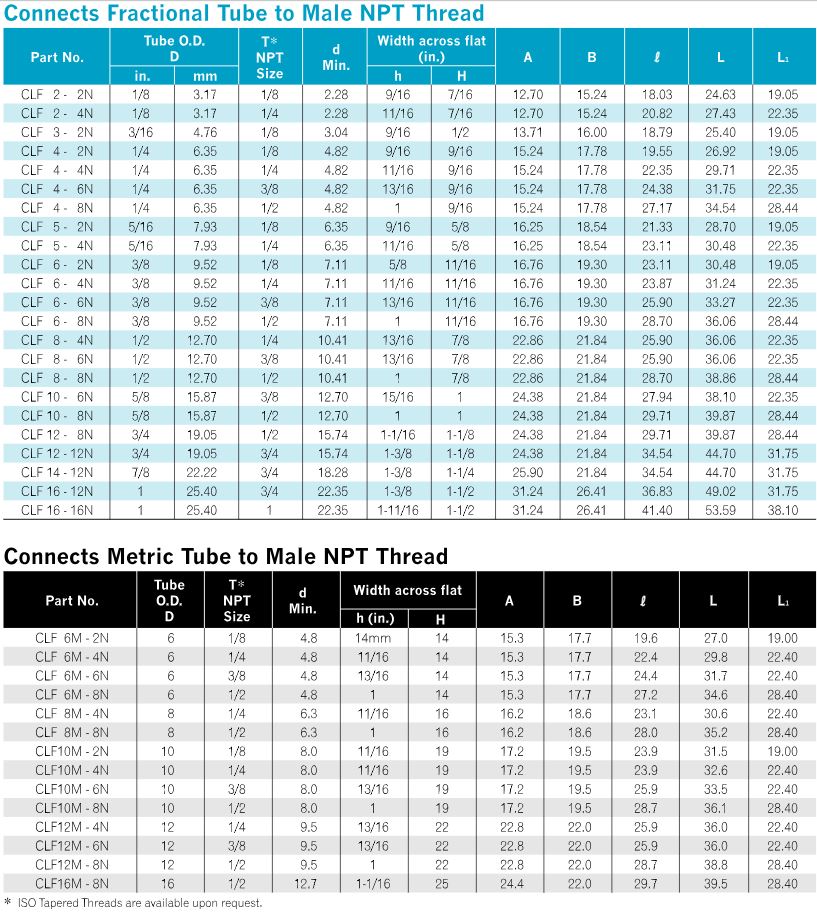 Connects Fractional Tube to Male NPT Thread
Part No. Tube O.D. D T* NPT Size d Min. Width across flat (in.) A B ℓ L L1
in. mm h H
CLF 2 - 2N 1/8 3.17 1/8 2.28 9/16 7/16 12.70 15.24 18.03 24.63 19.05
CLF 2 - 4N 1/8 3.17 1/4 2.28 11/16 7/16 12.70 15.24 20.82 27.43 22.35
CLF 3 - 2N 3/16 4.76 1/8 3.04 9/16 1/2 13.71 16.00 18.79 25.40 19.05
CLF 4 - 2N 1/4 6.35 1/8 4.82 9/16 9/16 15.24 17.78 19.55 26.92 19.05
CLF 4 - 4N 1/4 6.35 1/4 4.82 11/16 9/16 15.24 17.78 22.35 29.71 22.35
CLF 4 - 6N 1/4 6.35 3/8 4.82 13/16 9/16 15.24 17.78 24.38 31.75 22.35
CLF 4 - 8N 1/4 6.35 1/2 4.82 1 9/16 15.24 17.78 27.17 34.54 28.44
CLF 5 - 2N 5/16 7.93 1/8 6.35 9/16 5/8 16.25 18.54 21.33 28.70 19.05
CLF 5 - 4N 5/16 7.93 1/4 6.35 11/16 5/8 16.25 18.54 23.11 30.48 22.35
CLF 6 - 2N 3/8 9.52 1/8 7.11 5/8 11/16 16.76 19.30 23.11 30.48 19.05
CLF 6 - 4N 3/8 9.52 1/4 7.11 11/16 11/16 16.76 19.30 23.87 31.24 22.35
CLF 6 - 6N 3/8 9.52 3/8 7.11 13/16 11/16 16.76 19.30 25.90 33.27 22.35
CLF 6 - 8N 3/8 9.52 1/2 7.11 1 11/16 16.76 19.30 28.70 36.06 28.44
CLF 8 - 4N 1/2 12.70 1/4 10.41 13/16 7/8 22.86 21.84 25.90 36.06 22.35
CLF 8 - 6N 1/2 12.70 3/8 10.41 13/16 7/8 22.86 21.84 25.90 36.06 22.35
CLF 8 - 8N 1/2 12.70 1/2 10.41 1 7/8 22.86 21.84 28.70 38.86 28.44
CLF 10 - 6N 5/8 15.87 3/8 12.70 15/16 1 24.38 21.84 27.94 38.10 22.35
CLF 10 - 8N 5/8 15.87 1/2 12.70 1 1 24.38 21.84 29.71 39.87 28.44
CLF 12 - 8N 3/4 19.05 1/2 15.74 1-1/16 1-1/8 24.38 21.84 29.71 39.87 28.44
CLF 12 - 12N 3/4 19.05 3/4 15.74 1-3/8 1-1/8 24.38 21.84 34.54 44.70 31.75
CLF 14 - 12N 7/8 22.22 3/4 18.28 1-3/8 1-1/4 25.90 21.84 34.54 44.70 31.75
CLF 16 - 12N 1 25.40 3/4 22.35 1-3/8 1-1/2 31.24 26.41 36.83 49.02 31.75
CLF 16 - 16N 1 25.40 1 22.35 1-11/16 1-1/2 31.24 26.41 41.40 53.59 38.10
Connects Metric Tube to Male NPT Thread
Part No. Tube O.D. D T* NPT Size d Min. Width across flat A B ℓ L L1
h (in.) H
CLF 6M - 2N 6 1/8 4.8 14mm 14 15.3 17.7 19.6 27.0 19.00
CLF 6M - 4N 6 1/4 4.8 11/16 14 15.3 17.7 22.4 29.8 22.40
CLF 6M - 6N 6 3/8 4.8 13/16 14 15.3 17.7 24.4 31.7 22.40
CLF 6M - 8N 6 1/2 4.8 1 14 15.3 17.7 27.2 34.6 28.40
CLF 8M - 4N 8 1/4 6.3 11/16 16 16.2 18.6 23.1 30.6 22.40
CLF 8M - 8N 8 1/2 6.3 1 16 16.2 18.6 28.0 35.2 28.40
CLF10M - 2N 10 1/8 8.0 11/16 19 17.2 19.5 23.9 31.5 19.00
CLF10M - 4N 10 1/4 8.0 11/16 19 17.2 19.5 23.9 32.6 22.40
CLF10M - 6N 10 3/8 8.0 13/16 19 17.2 19.5 25.9 33.5 22.40
CLF10M - 8N 10 1/2 8.0 1 19 17.2 19.5 28.7 36.1 28.40
CLF12M - 4N 12 1/4 9.5 13/16 22 22.8 22.0 25.9 36.0 22.40
CLF12M - 6N 12 3/8 9.5 13/16 22 22.8 22.0 25.9 36.0 22.40
CLF12M - 8N 12 1/2 9.5 1 22 22.8 22.0 28.7 38.8 28.40
CLF16M - 8N 16 1/2 12.7 1-1/16 25 24.4 22.0 29.7 39.5 28.40
* ISO Tapered Threads are available upon request.